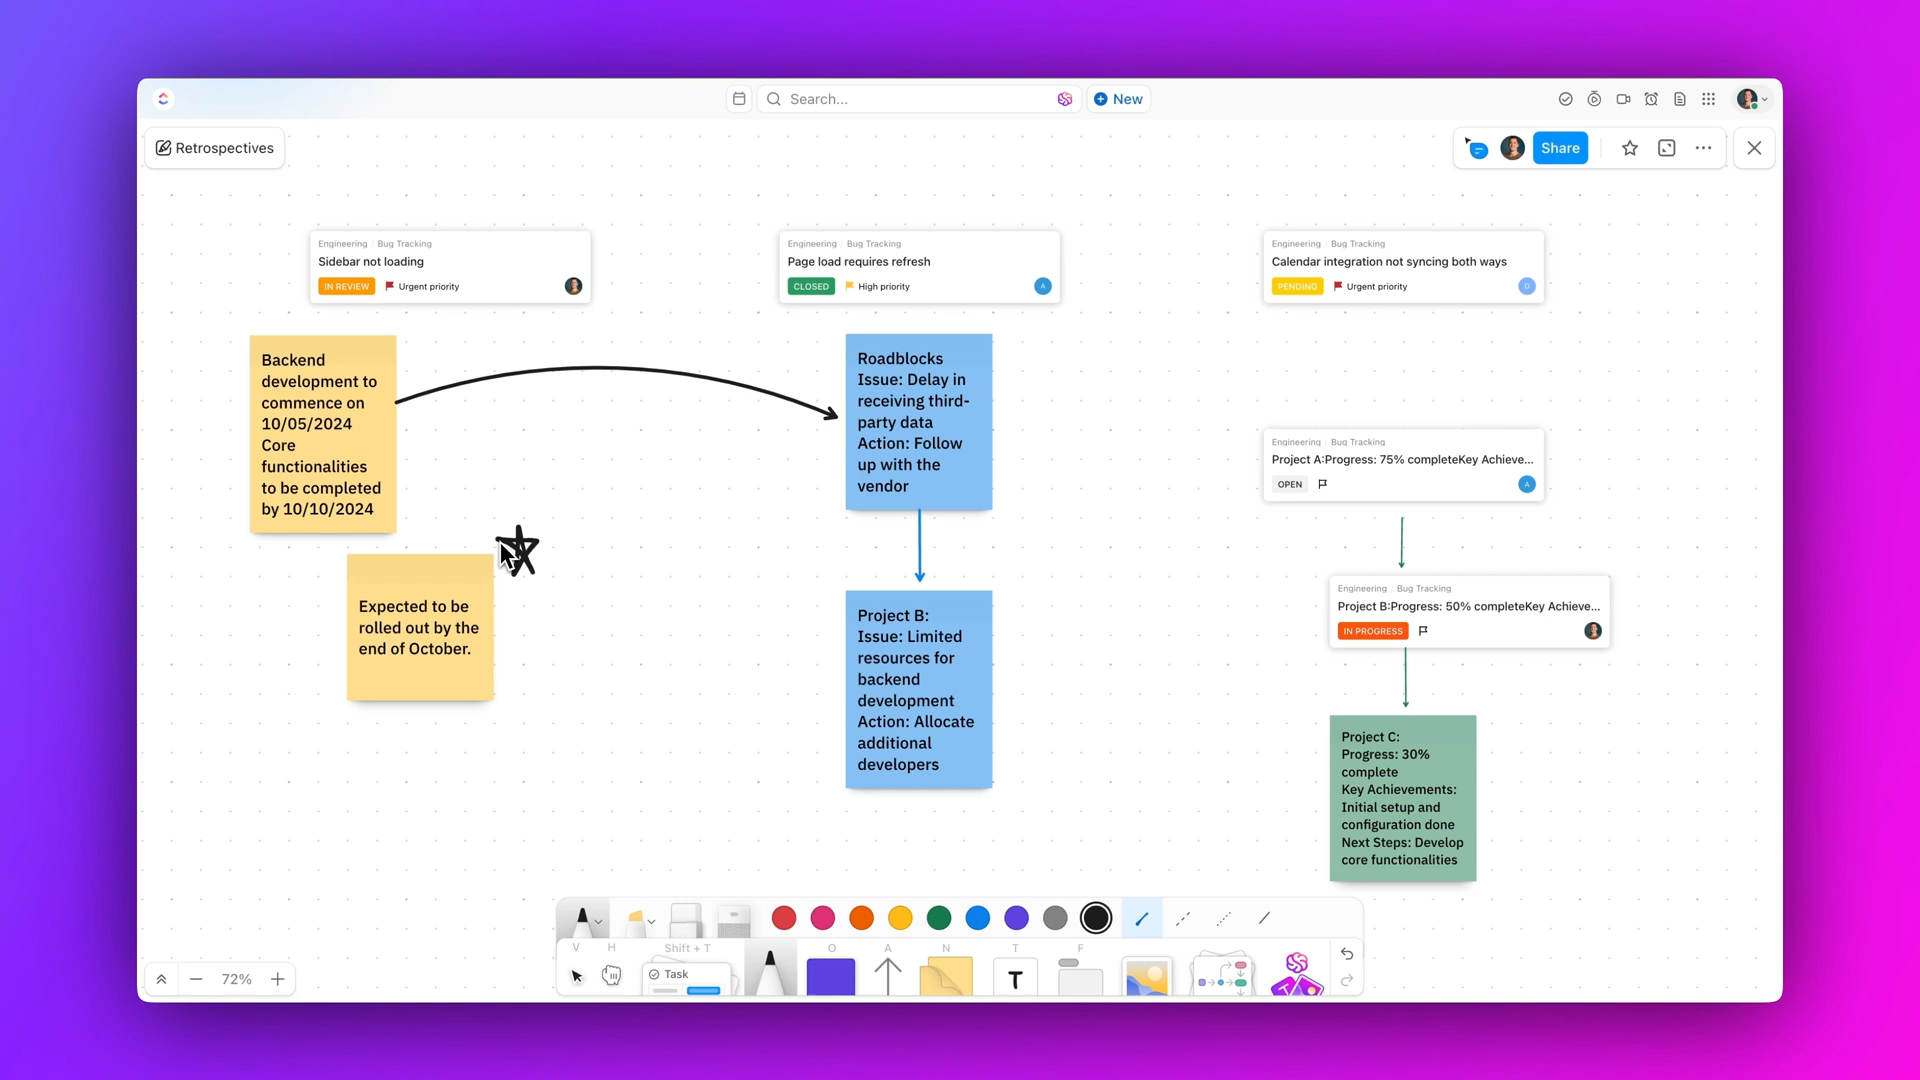 Search...
New
Retrospectives
Share
Engineering / Bug Tracking
Sidebar not loading
IN REVIEW
Urgent priority
Engineering / Bug Tracking
Page load requires refresh
CLOSED
High priority
A
Engineering / Bug Tracking
Calendar integration not syncing both ways
PENDING
Urgent priority
D
Backend
development to
commence on
10/05/2024
Core
functionalities
to be completed
by 10/10/2024
Expected to be
rolled out by the
end of October.
Roadblocks
Issue: Delay in
receiving third-
party data
Action: Follow
up with the
vendor
Project B:
Issue: Limited
resources for
backend
development
Action: Allocate
additional
developers
Engineering / Bug Tracking
Project A:Progress: 75% completeKey Achieve...
OPEN
A
Engineering / Bug Tracking
Project B:Progress: 50% completeKey Achieve...
IN PROGRESS
Project C:
Progress: 30%
complete
Key Achievements:
Initial setup and
configuration done
Next Steps: Develop
core functionalities
V
H
Shift + T
O
A
N
T
F
Task
T
72%